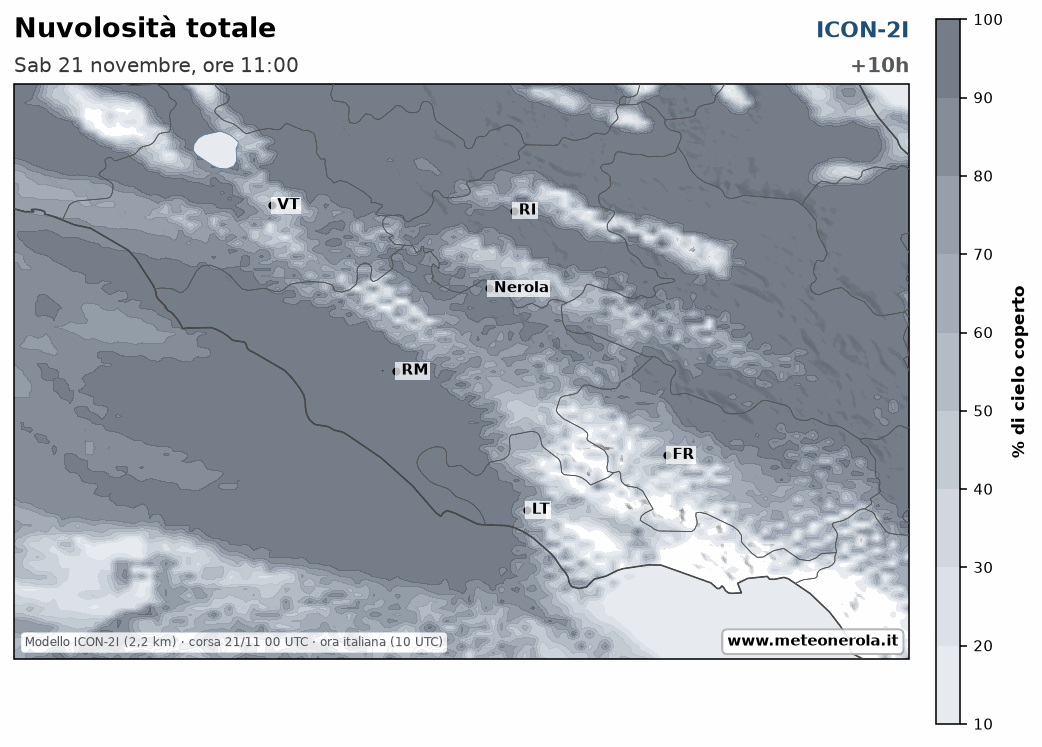 Nuvolosità totale
ICON-2I
Sab 21 novembre, ore 11:00
+10h
VT
RI
Nerola
RM
FR
LT
Modello ICON-2I (2,2 km) · corsa 21/11 00 UTC · ora italiana (10 UTC)
www.meteonerola.it
100
90
80
70
60
50
40
30
20
10
% di cielo coperto